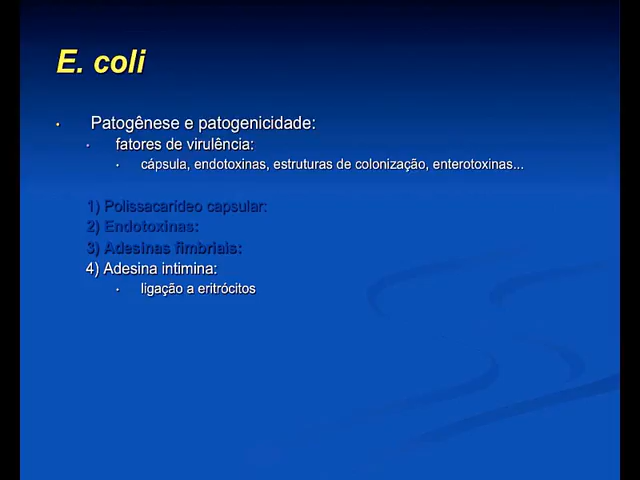 E. coli
• Patogênese e patogenicidade:
• fatores de virulência:
• cápsula, endotoxinas, estruturas de colonização, enterotoxinas...
1) Polissacarídeo capsular:
2) Endotoxinas:
3) Adesinas fimbriais:
4) Adesina intimina:
• ligação a eritrócitos